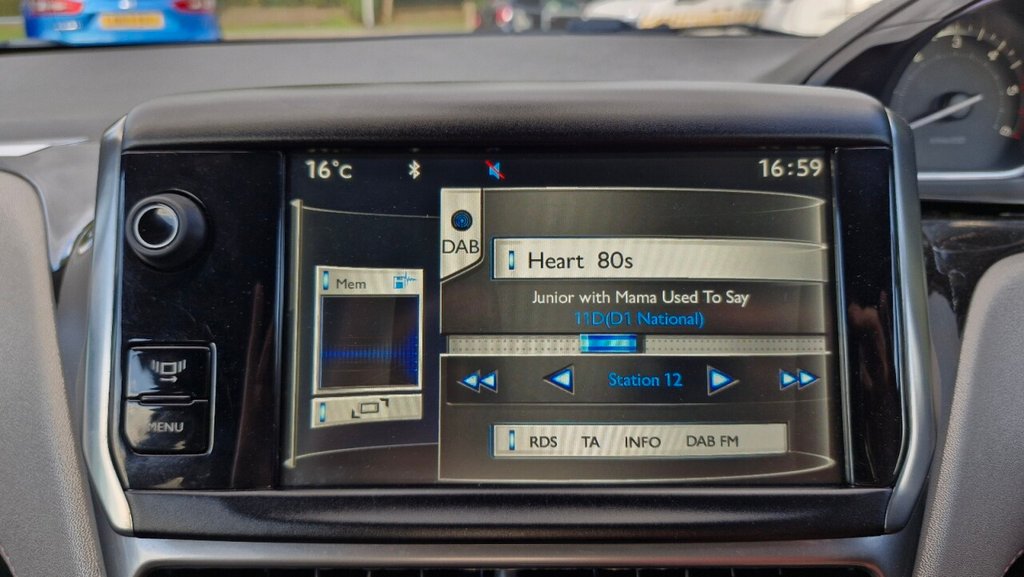 16°C 16:59
DAB
Heart 80s
Mem
Junior with Mama Used To Say
11D(D1 National)
Station 12
MENU
RDS TA INFO DAB FM